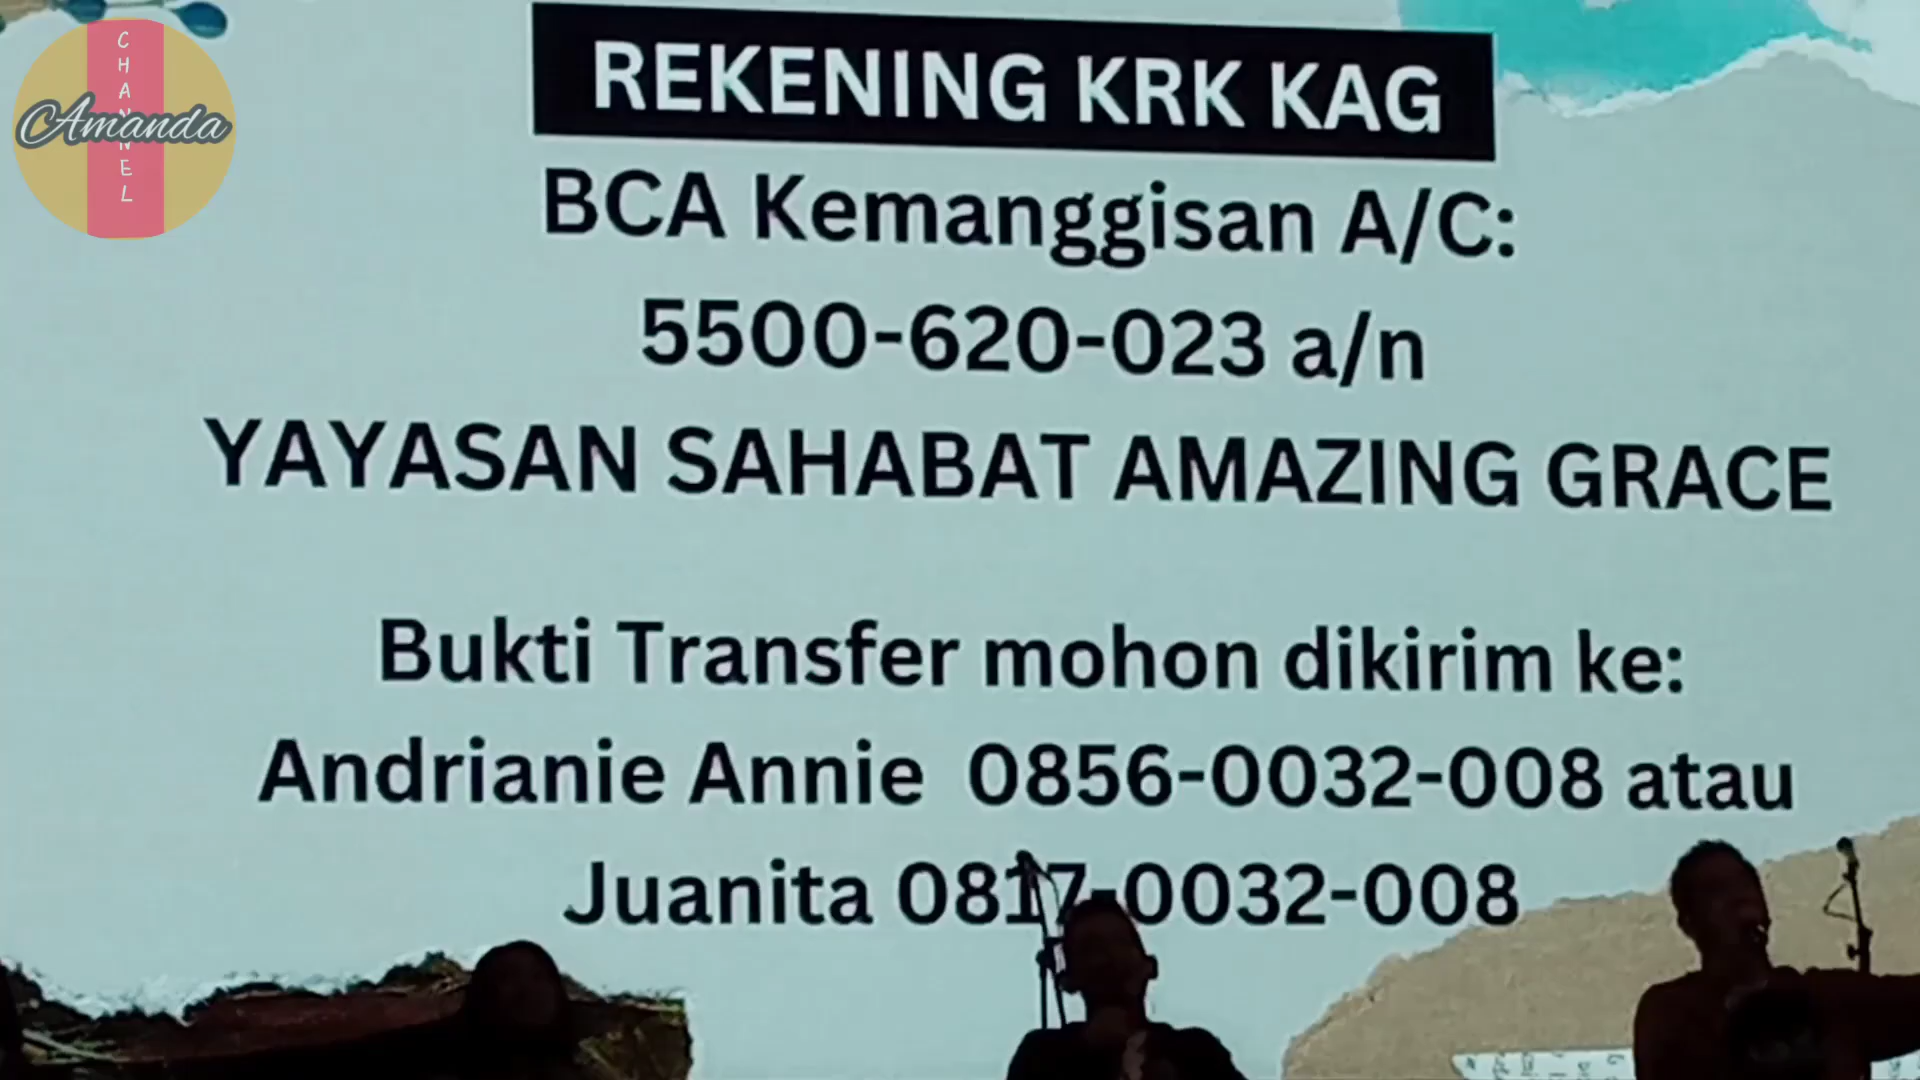 CHANNEL
Amanda
REKENING KRK KAG
BCA Kemanggisan A/C:
5500-620-023 a/n
YAYASAN SAHABAT AMAZING GRACE
Bukti Transfer mohon dikirim ke:
Andrianie Annie 0856-0032-008 atau
Juanita 0817-0032-008